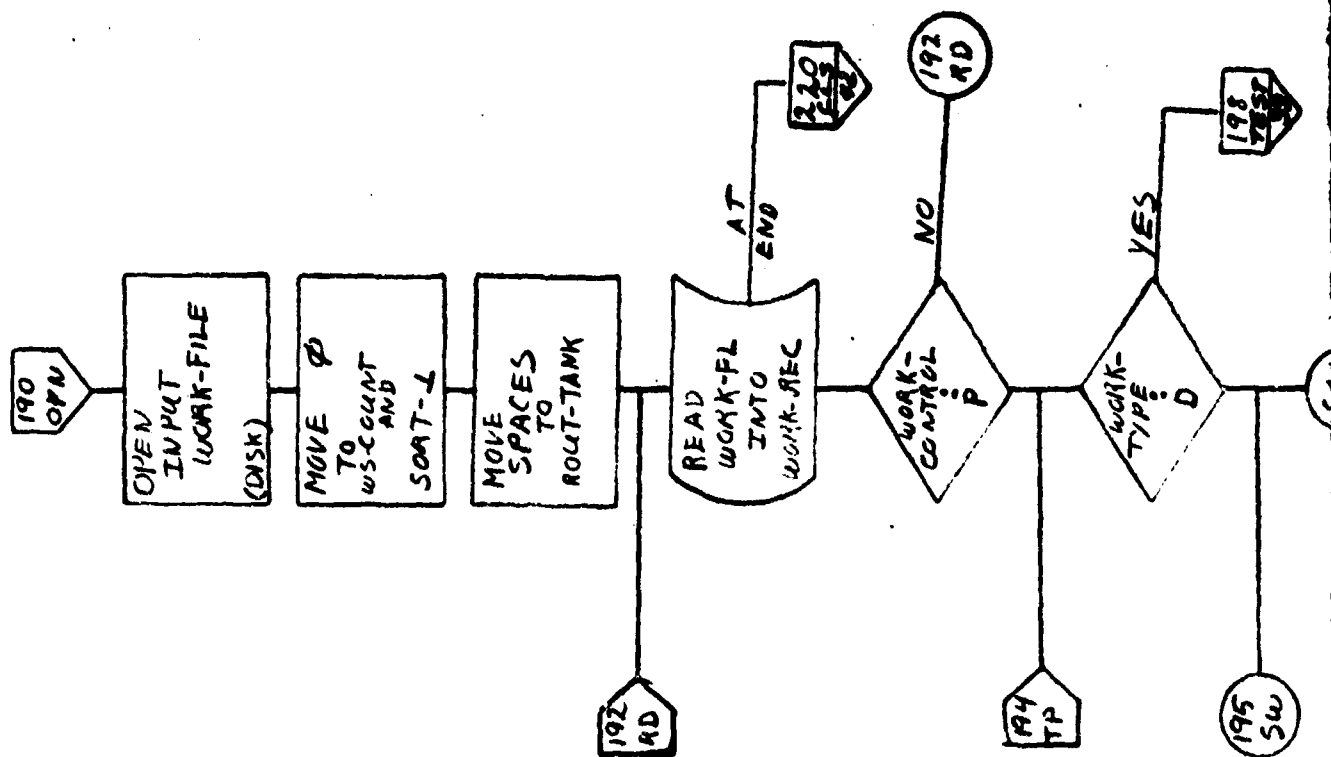 190
OPN
OPEN
INPUT
WORK-FILE
(DISK)
MOVE Ø
TO
WS-COUNT
AND
SORT-1
MOVE
SPACES
TO
ROUT-TANK
192
RD
READ
WORK-FL
INTO
WORK-REC
AT
END
220
WORK-
CONTROL
:
P
NO
192
RD
194
TP
WORK-
TYPE
:
D
YES
198
TEST
195
SW